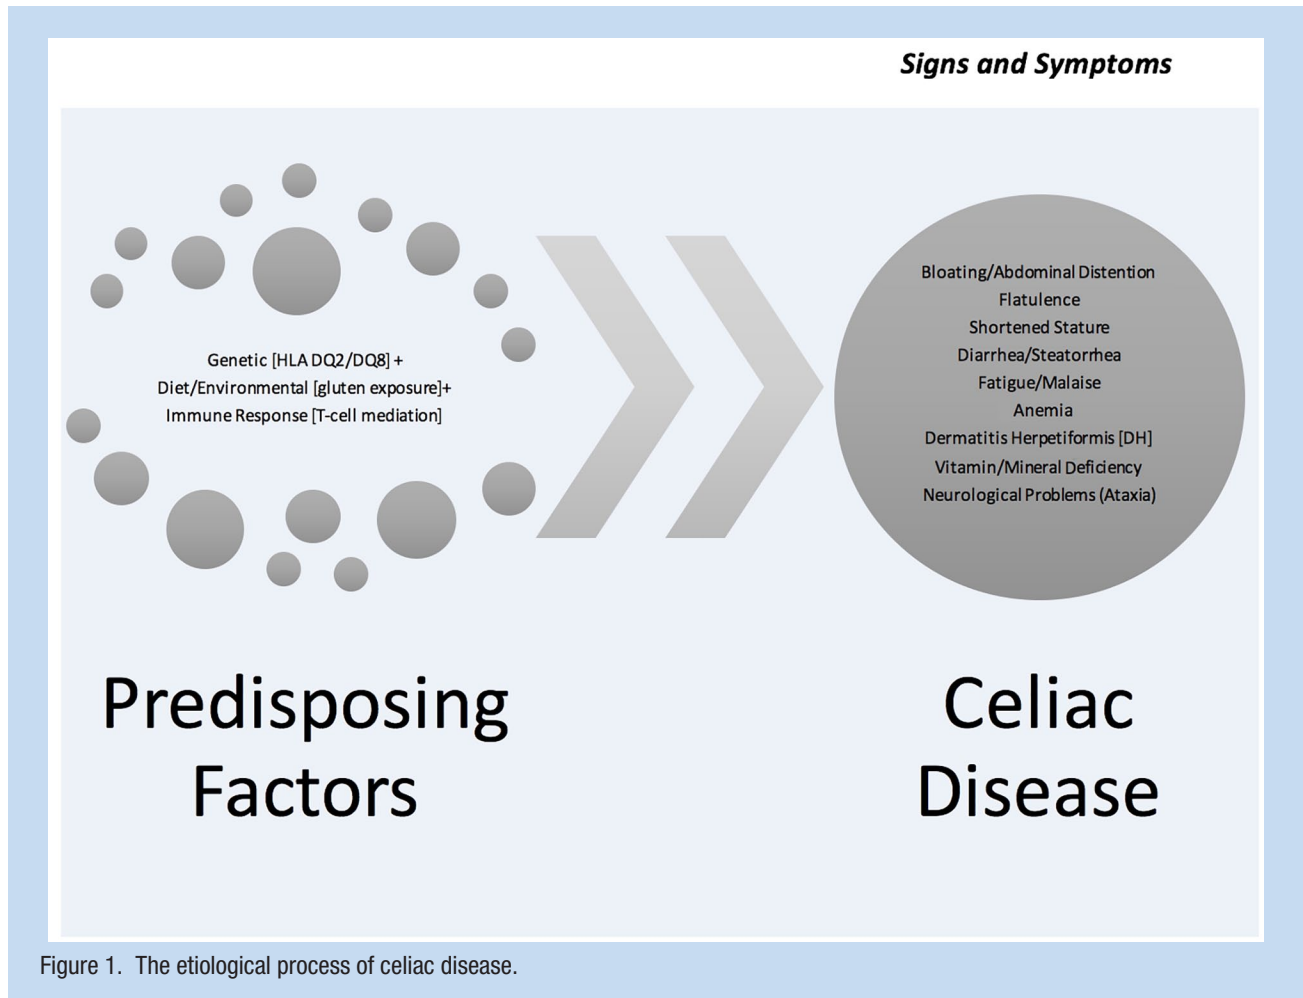 Signs and Symptoms
Genetic [HLA DQ2/DQ8] +
Diet/Environmental [gluten exposure]+
Immune Response [T-cell mediation]
Bloating/Abdominal Distention
Flatulence
Shortened Stature
Diarrhea/Steatorrhea
Fatigue/Malaise
Anemia
Dermatitis Herpetiformis [DH]
Vitamin/Mineral Deficiency
Neurological Problems (Ataxia)
Predisposing
Factors
Celiac
Disease
Figure 1. The etiological process of celiac disease.